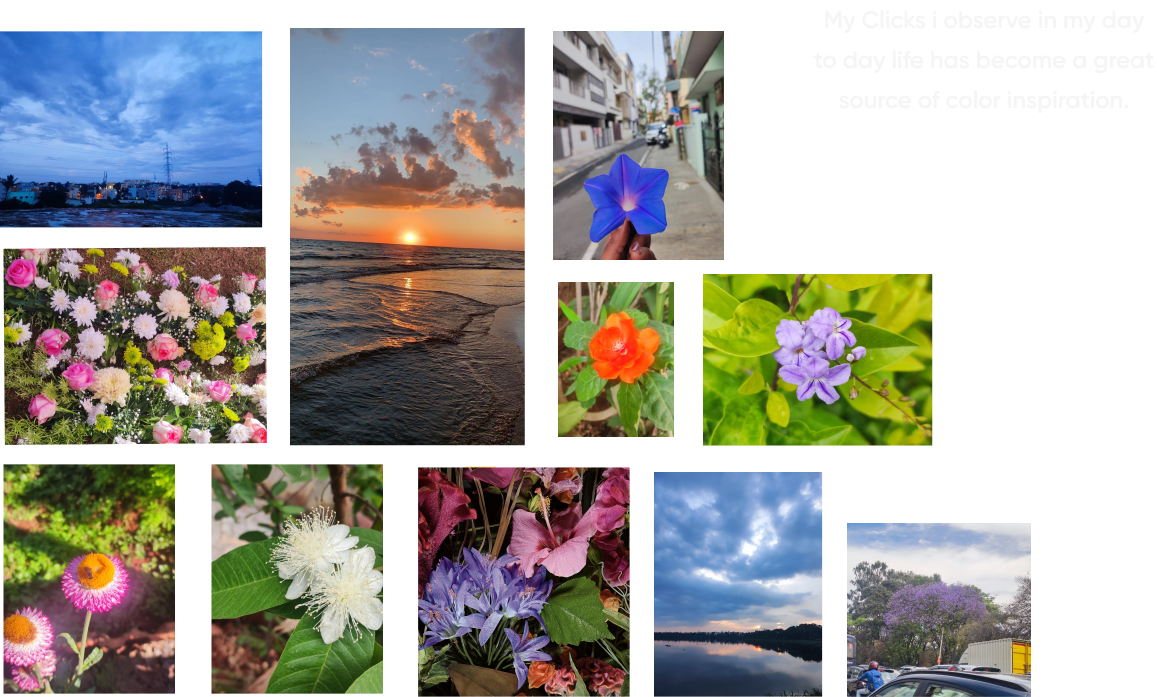 My Clicks i observe in my day
to day life has become a great
source of color inspiration.